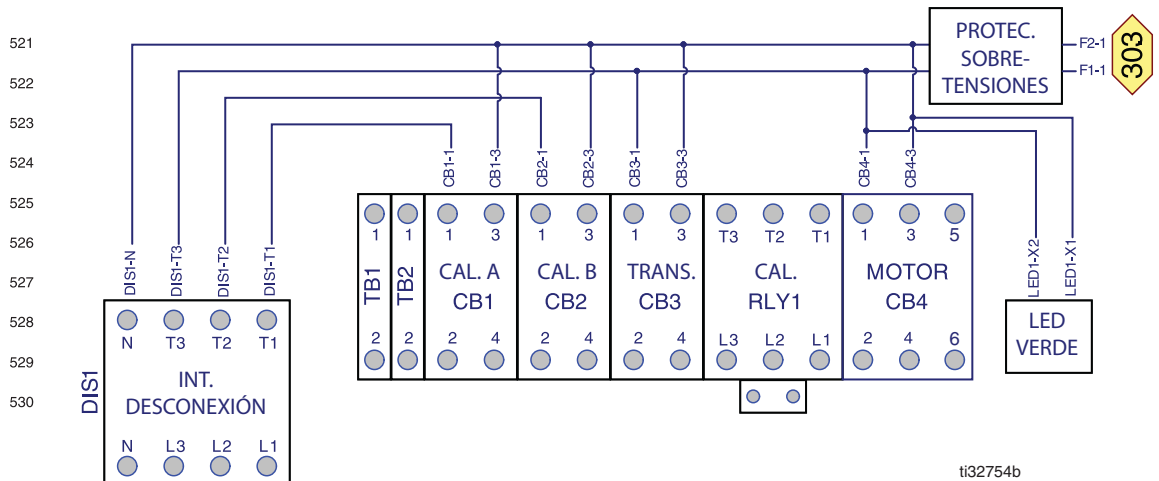 521
522
523
524
525
526
527
528
529
530
PROTEC.
SOBRE-
TENSIONES
F2-1
F1-1
303
CB1-1
CB1-3
CB2-1
CB2-3
CB3-1
CB3-3
CB4-1
CB4-3
DIS1-N
DIS1-T3
DIS1-T2
DIS1-T1
LED1-X2
LED1-X1
1 1 1 3 1 3 1 3 T3 T2 T1 1 3 5
TB1
TB2
CAL. A
CB1
CAL. B
CB2
TRANS.
CB3
CAL.
RLY1
MOTOR
CB4
2 2 2 4 2 4 2 4 L3 L2 L1 2 4 6
LED
VERDE
DIS1
N T3 T2 T1
INT.
DESCONEXIÓN
N L3 L2 L1
ti32754b